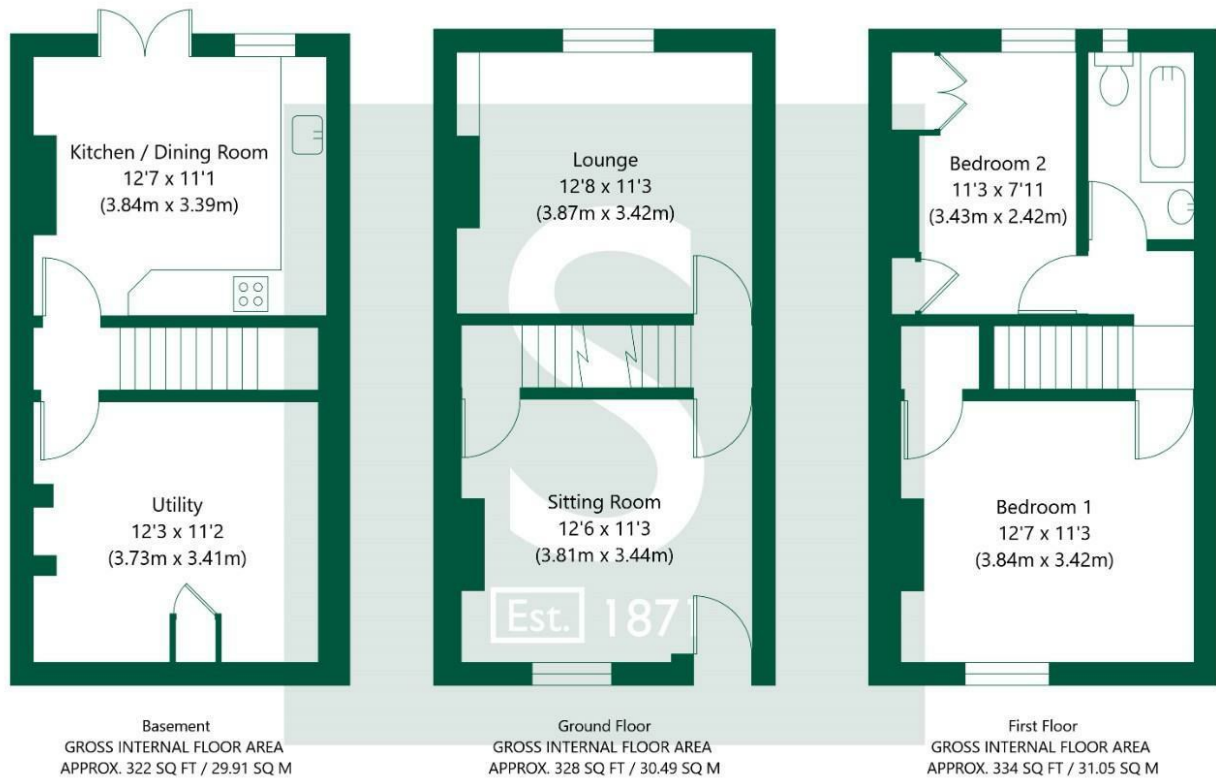 Kitchen / Dining Room
12'7 x 11'1
(3.84m x 3.39m)
Utility
12'3 x 11'2
(3.73m x 3.41m)
Basement
GROSS INTERNAL FLOOR AREA
APPROX. 322 SQ FT / 29.91 SQ M
Lounge
12'8 x 11'3
(3.87m x 3.42m)
S
Sitting Room
12'6 x 11'3
(3.81m x 3.44m)
Est. 1871
Ground Floor
GROSS INTERNAL FLOOR AREA
APPROX. 328 SQ FT / 30.49 SQ M
Bedroom 2
11'3 x 7'11
(3.43m x 2.42m)
Bedroom 1
12'7 x 11'3
(3.84m x 3.42m)
First Floor
GROSS INTERNAL FLOOR AREA
APPROX. 334 SQ FT / 31.05 SQ M